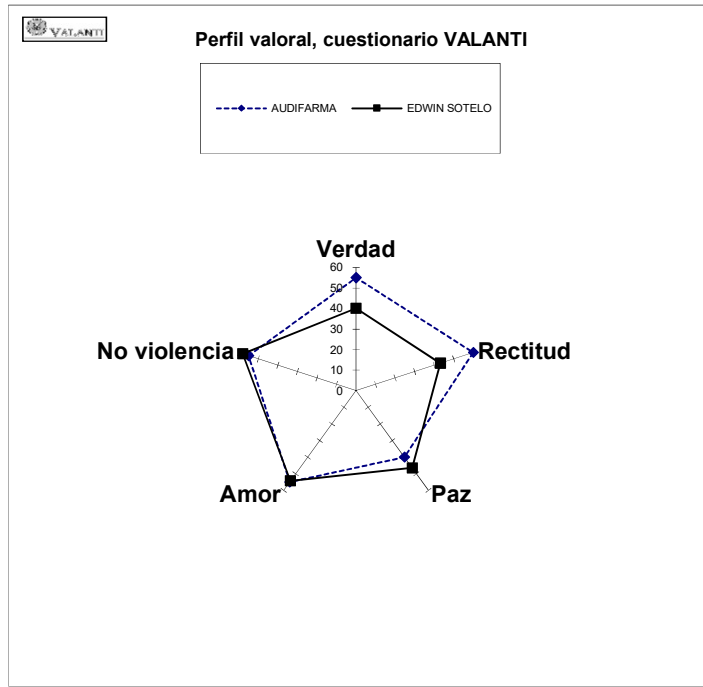 VALANTI
Perfil valoral, cuestionario VALANTI
AUDIFARMA
EDWIN SOTELO
Verdad
60
50
40
30
20
10
0
Rectitud
Paz
Amor
No violencia